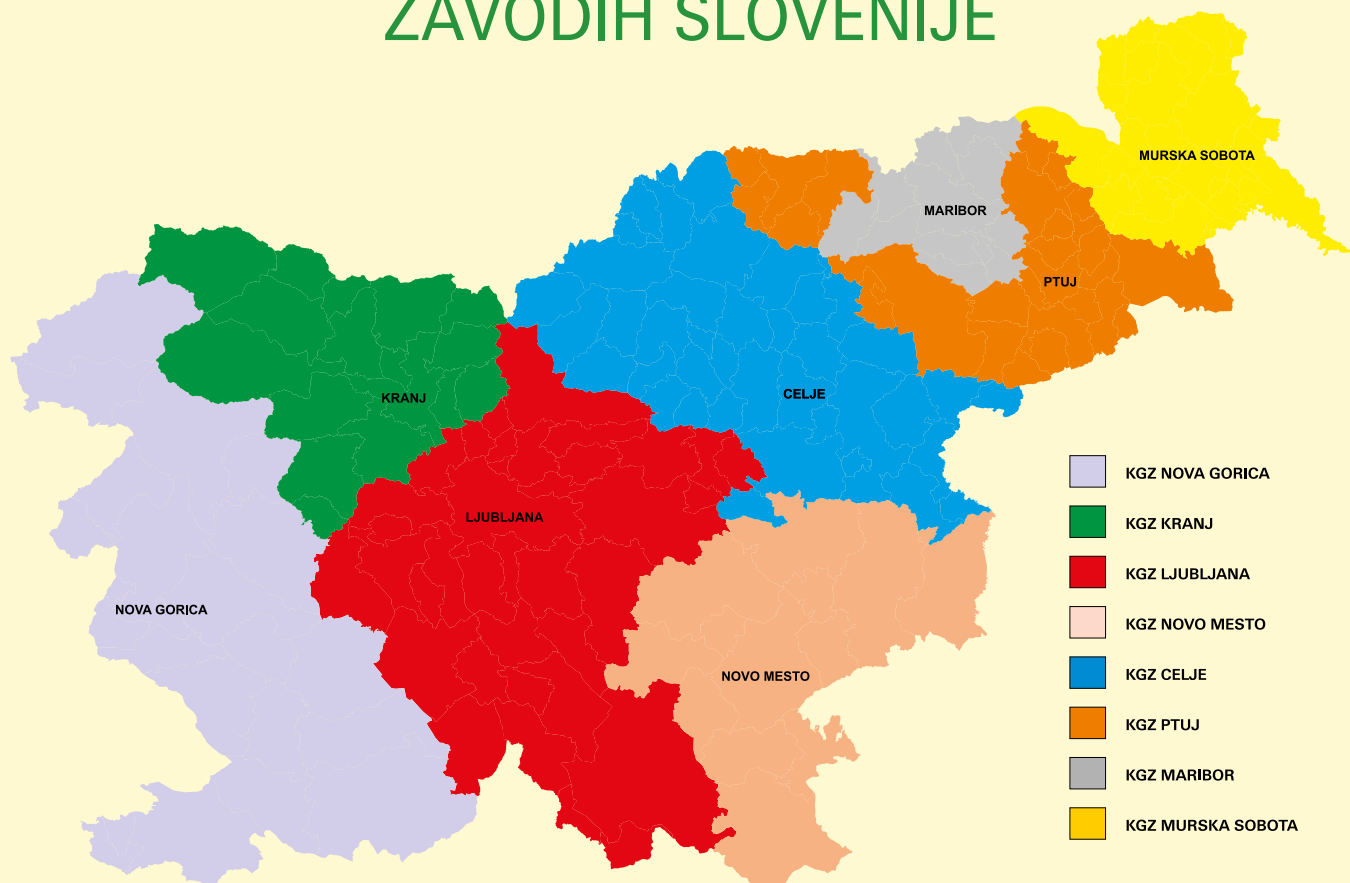 ZAVODIH SLOVENIJE
MURSKA SOBOTA
MARIBOR
PTUJ
KRANJ
CELJE
LJUBLJANA
NOVA GORICA
NOVO MESTO
KGZ NOVA GORICA
KGZ KRANJ
KGZ LJUBLJANA
KGZ NOVO MESTO
KGZ CELJE
KGZ PTUJ
KGZ MARIBOR
KGZ MURSKA SOBOTA